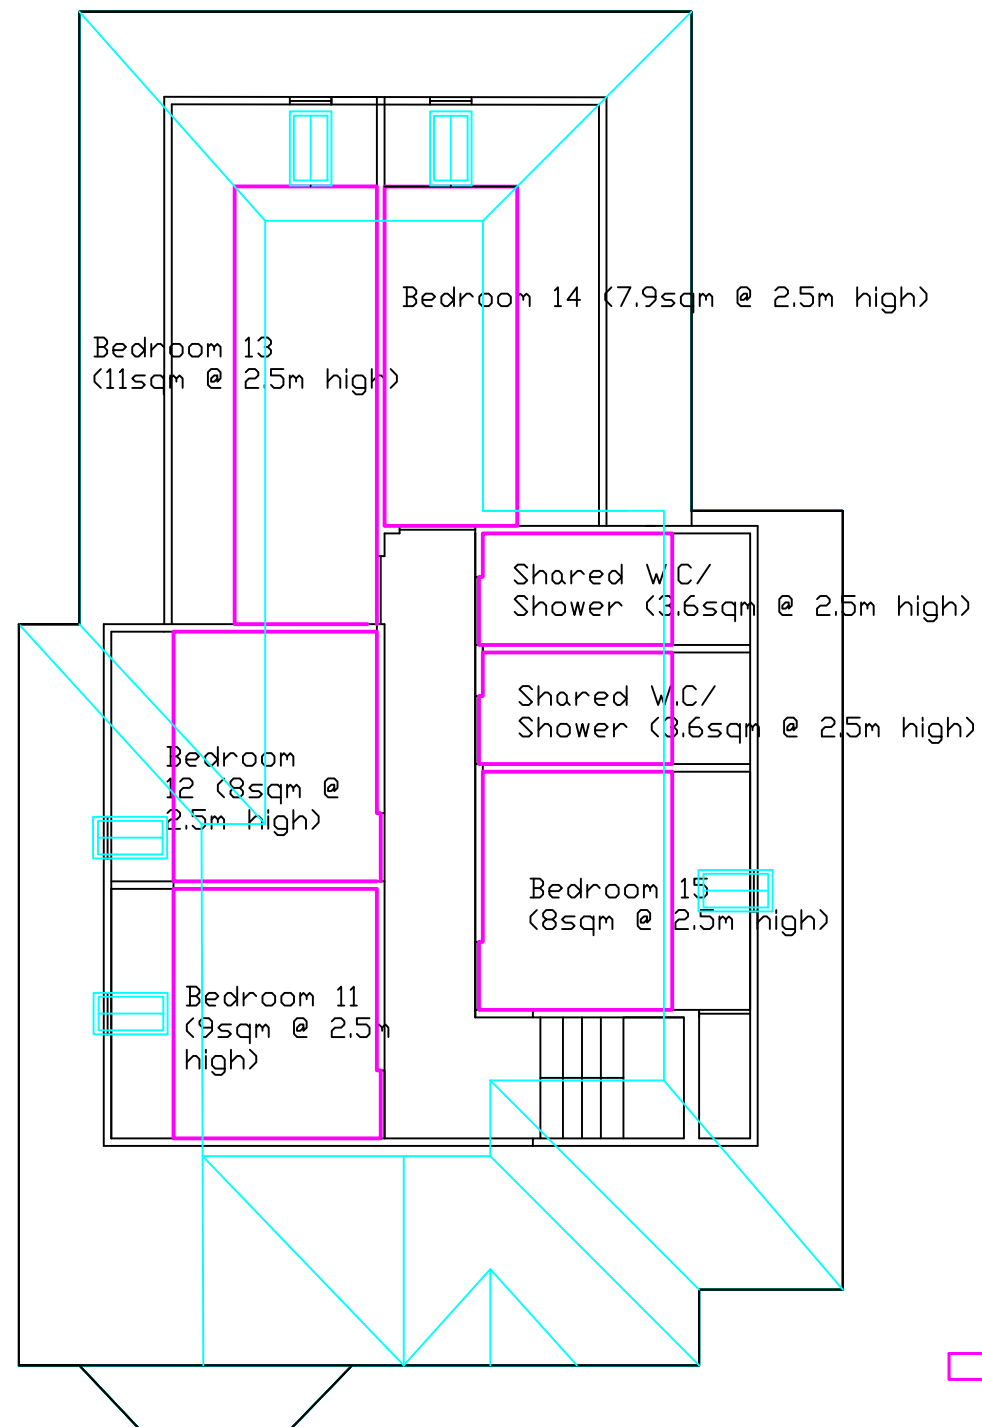 Bedroom 14 (7.9sqm @ 2.5m high)
Bedroom 13
(11sqm @ 2.5m high)
Shared W.C/
Shower (3.6sqm @ 2.5m high)
Shared W.C/
Shower (3.6sqm @ 2.5m high)
Bedroom
12 (8sqm @
2.5m high)
Bedroom 15
(8sqm @ 2.5m high)
Bedroom 11
(9sqm @ 2.5m
high)